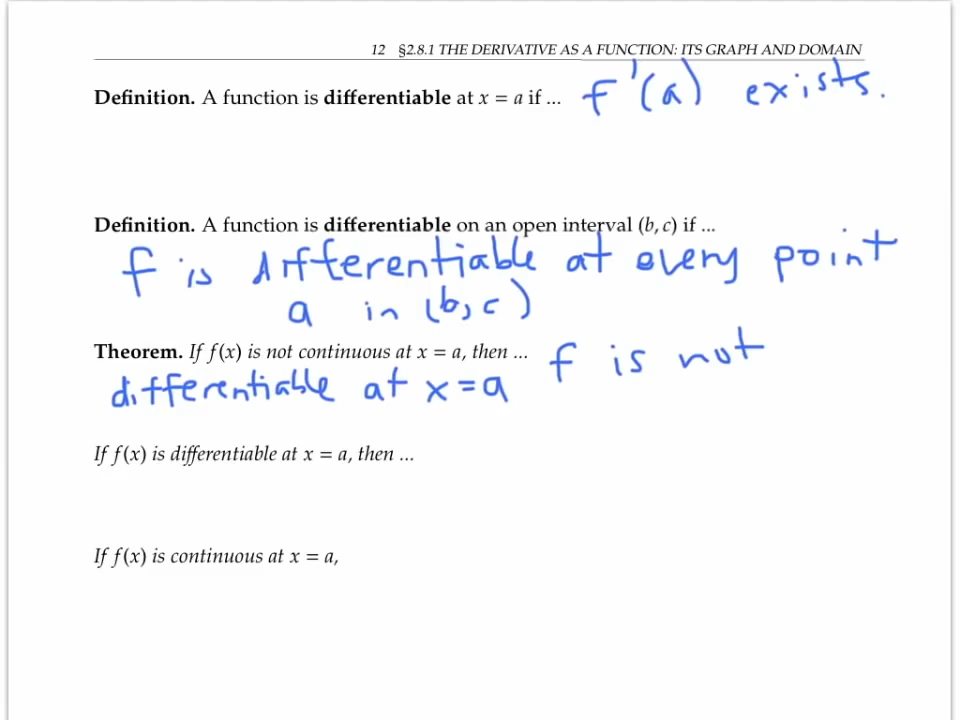 12 §2.8.1 THE DERIVATIVE AS A FUNCTION: ITS GRAPH AND DOMAIN
Definition. A function is differentiable at x = a if ... f'(a) exists.
Definition. A function is differentiable on an open interval (b, c) if ...
f is differentiable at every point
a in (b, c)
Theorem. If f(x) is not continuous at x = a, then ... f is not
differentiable at x = a
If f(x) is differentiable at x = a, then ...
If f(x) is continuous at x = a,